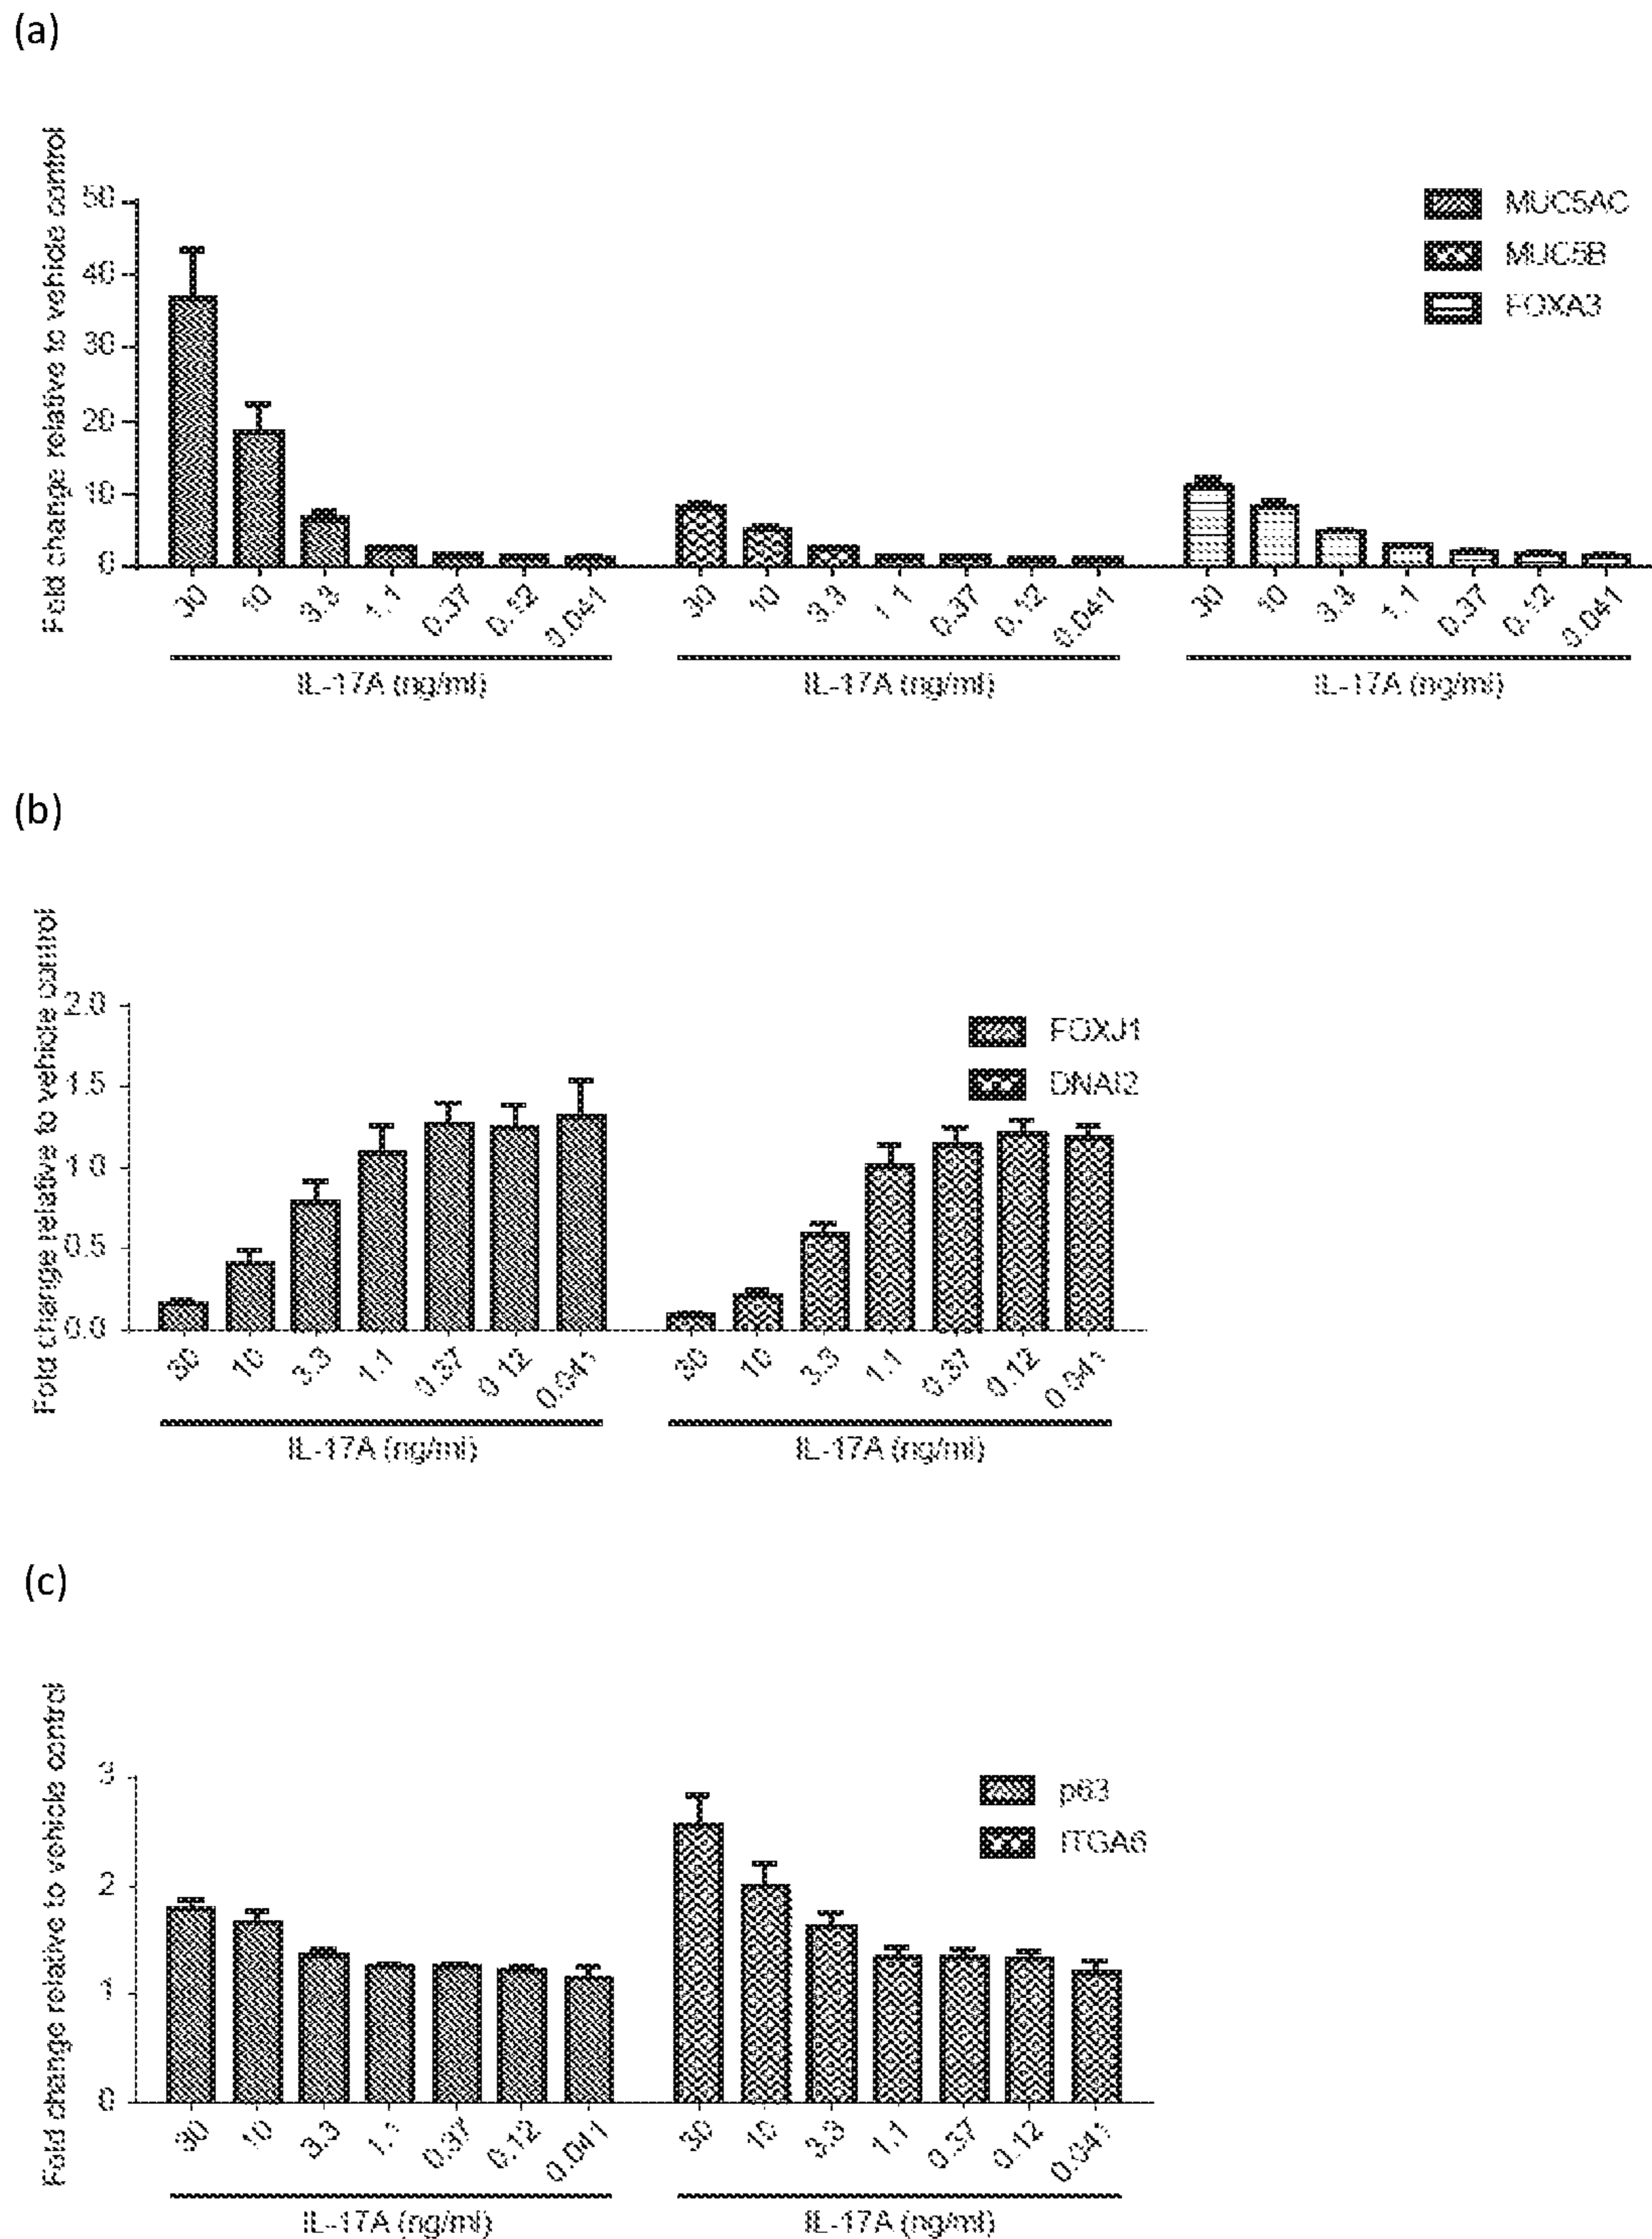 (a)
Fold change relative to vehicle control
50
40
30
20
10
0
MUC5AC
MUC5B
FOXA3
30 10 3.3 1.1 0.37 0.12 0.041
30 10 3.3 1.1 0.37 0.12 0.041
30 10 3.3 1.1 0.37 0.12 0.041
IL-17A (ng/ml)
IL-17A (ng/ml)
IL-17A (ng/ml)
(b)
Fold change relative to vehicle control
2.0
1.5
1.0
0.5
0.0
FOXJ1
DNAI2
30 10 3.3 1.1 0.37 0.12 0.041
30 10 3.3 1.1 0.37 0.12 0.041
IL-17A (ng/ml)
IL-17A (ng/ml)
(c)
Fold change relative to vehicle control
3
2
1
0
p63
ITGA6
30 10 3.3 1.1 0.37 0.12 0.041
30 10 3.3 1.1 0.37 0.12 0.041
IL-17A (ng/ml)
IL-17A (ng/ml)